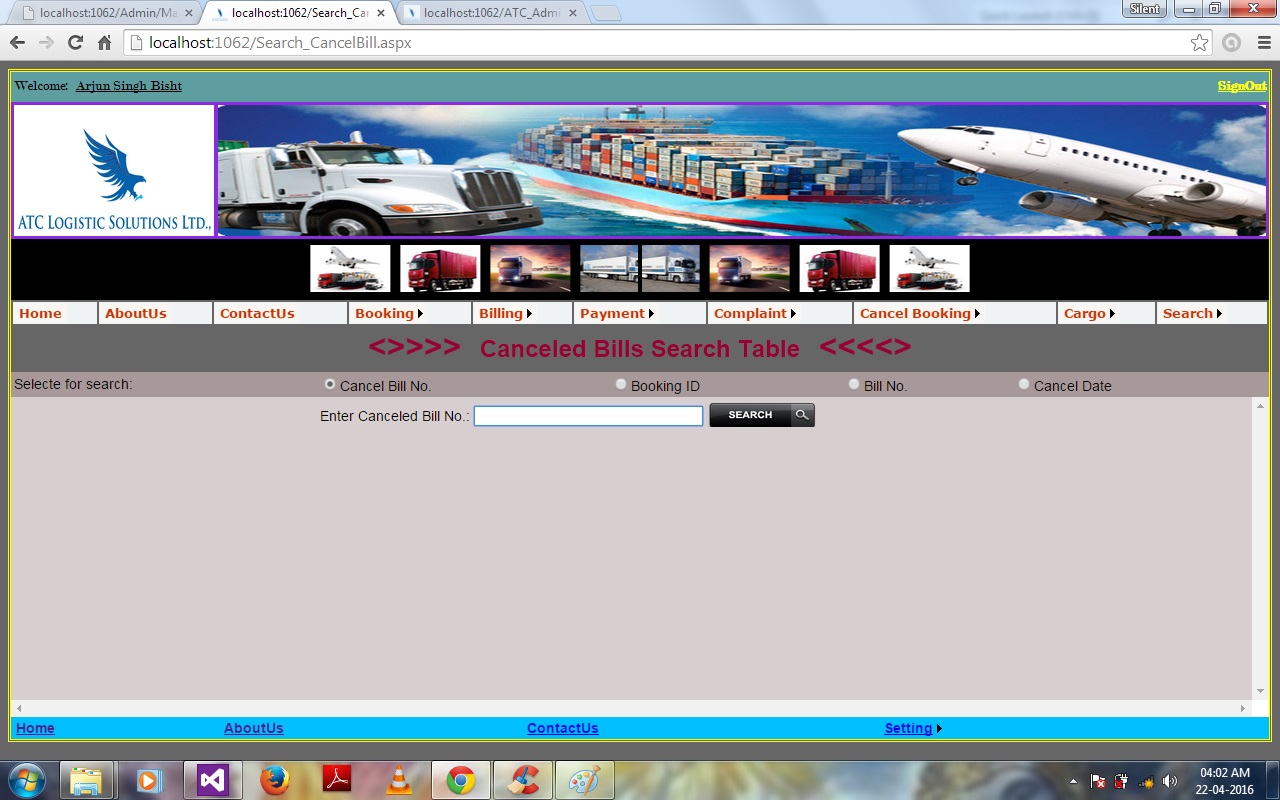 localhost:1062/Admin/Ma
localhost:1062/Search_Ca
localhost:1062/ATC_Admi
Silent
localhost:1062/Search_CancelBill.aspx
Welcome: Arjun Singh Bisht
SignOut
ATC LOGISTIC SOLUTIONS LTD.,
Home AboutUs ContactUs Booking Billing Payment Complaint Cancel Booking Cargo Search
<>>>> Canceled Bills Search Table <<<<>
Selecte for search: Cancel Bill No. Booking ID Bill No. Cancel Date
Enter Canceled Bill No.: SEARCH
Home AboutUs ContactUs Setting
04:02 AM
22-04-2016